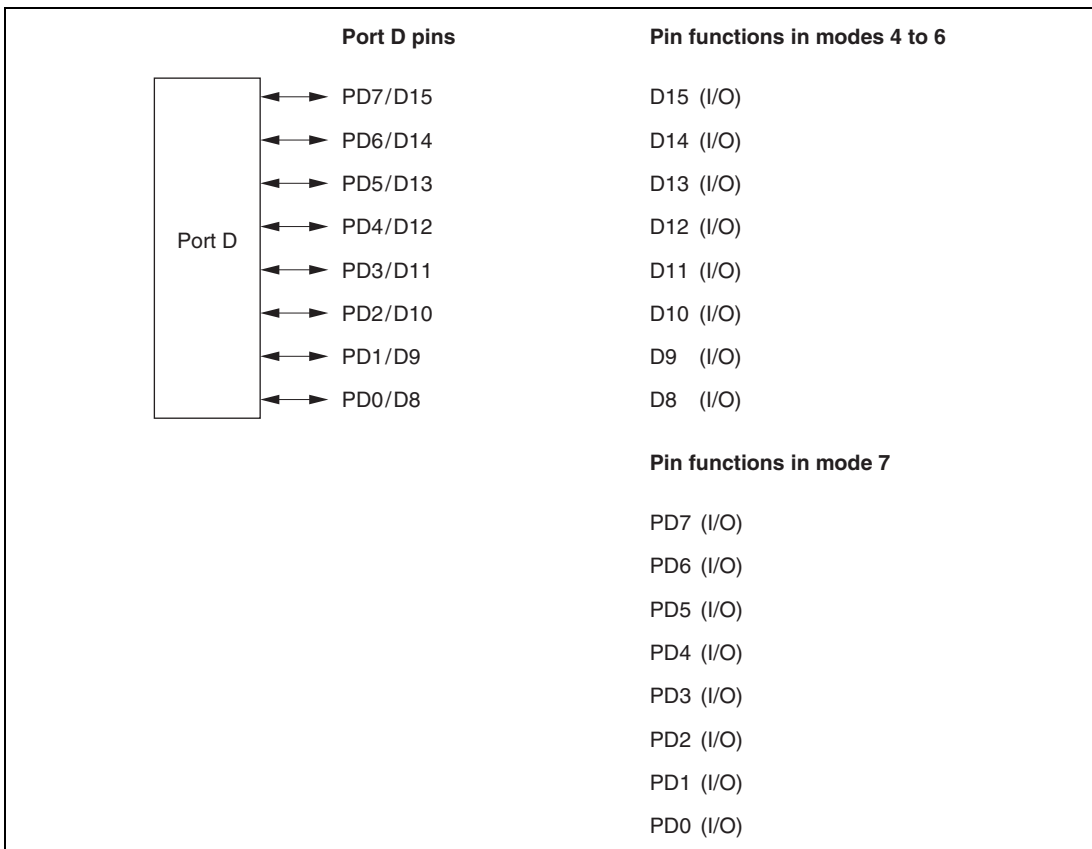 Port D pins Pin functions in modes 4 to 6
PD7/D15 D15 (I/O)
PD6/D14 D14 (I/O)
PD5/D13 D13 (I/O)
PD4/D12 D12 (I/O)
Port D
PD3/D11 D11 (I/O)
PD2/D10 D10 (I/O)
PD1/D9 D9 (I/O)
PD0/D8 D8 (I/O)
Pin functions in mode 7
PD7 (I/O)
PD6 (I/O)
PD5 (I/O)
PD4 (I/O)
PD3 (I/O)
PD2 (I/O)
PD1 (I/O)
PD0 (I/O)